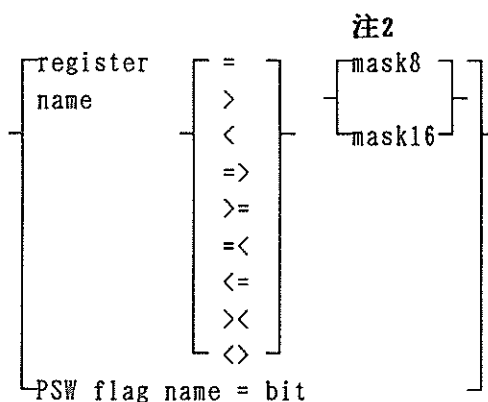 注2
register = mask8
name >
< mask16
=>
>=
=<
<=
><
<>
PSW flag name = bit